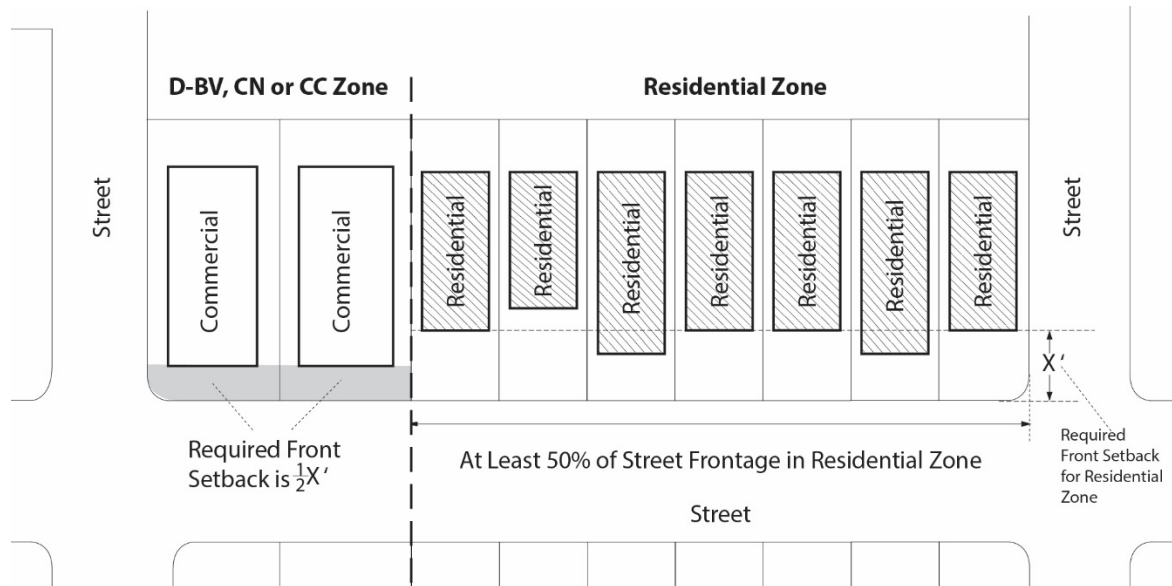 D-BV, CN or CC Zone
Residential Zone
Street
Commercial
Commercial
Residential
Residential
Residential
Residential
Residential
Residential
Residential
Street
X '
Required Front
Setback is 1/2X '
At Least 50% of Street Frontage in Residential Zone
Required
Front Setback
for Residential
Zone
Street